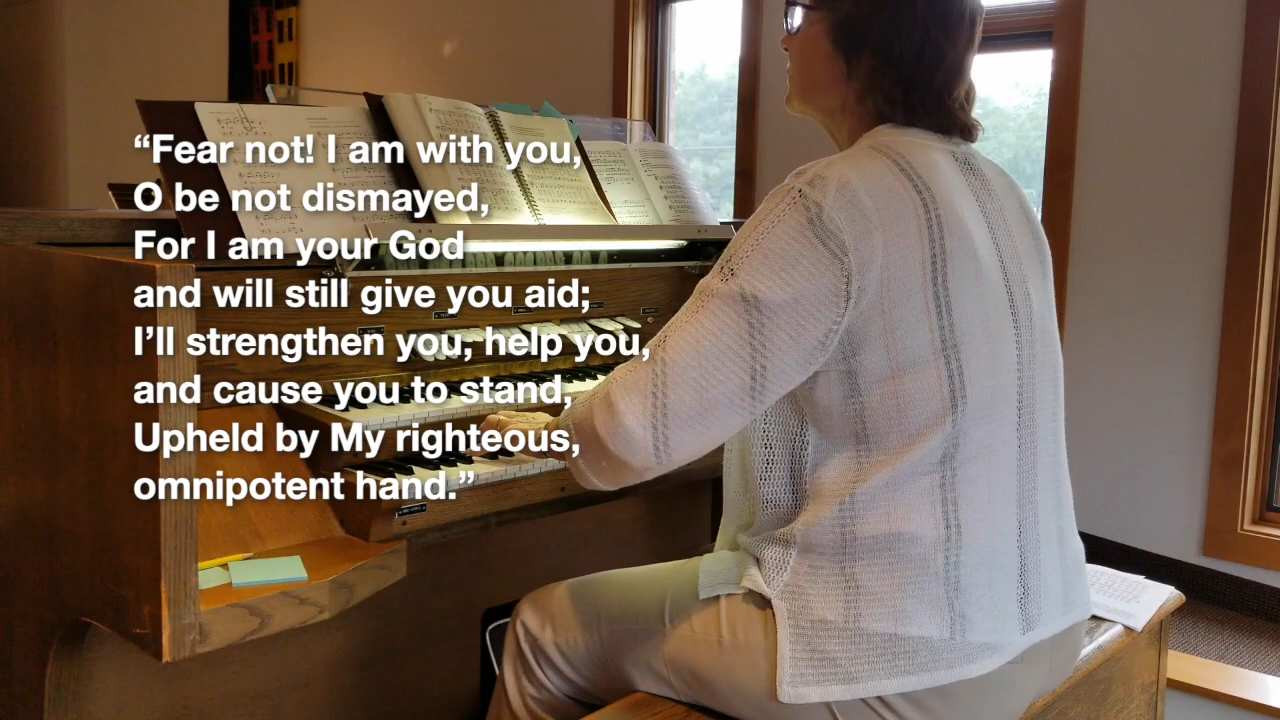 “Fear not! I am with you,
O be not dismayed,
For I am your God
and will still give you aid;
I’ll strengthen you, help you,
and cause you to stand,
Upheld by My righteous,
omnipotent hand.”